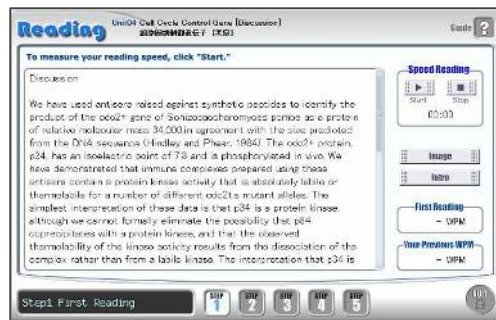 Reading
Unit04 Cell Cycle Control Gene [Discussion]
Guide ?
To measure your reading speed, click "Start."
Discussion
We have used antisera raised against synthetic peptides to identify the
product of the cdc2+ gene of Schizosaccharomyces pombe as a protein
of relative molecular mass 34,000 in agreement with the size predicted
from the DNA sequence (Hindley and Phear, 1984). The cdc2+ protein,
p34, has an isoelectric point of 7.3 and is phosphorylated in vivo. We
have demonstrated that immune complexes prepared using these
antisera contain a protein kinase activity that is absolutely labile or
thermolabile for a number of different cdc2ts mutant alleles. The
simplest interpretation of these data is that p34 is a protein kinase,
although we cannot formally eliminate the possibility that p34
coprecipitates with a protein kinase, and that the observed
thermolability of the kinase activity results from the dissociation of the
complex rather than from a labile kinase. The interpretation that p34 is
Speed Reading
Start Stop
00:00
Image
Intro
First Reading
- WPM
Your Previous WPM
- WPM
Step1 First Reading
STEP 1
STEP 2
STEP 3
STEP 4
STEP 5